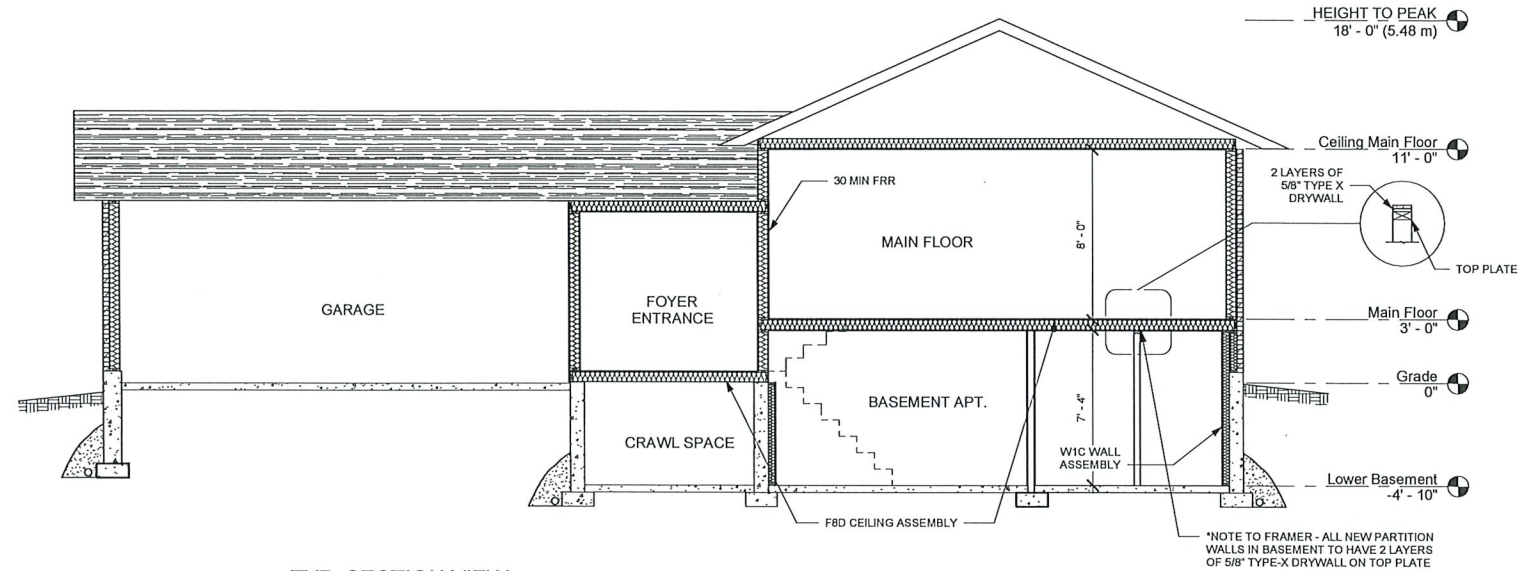 HEIGHT TO PEAK
18' - 0" (5.48 m)
Ceiling Main Floor
11' - 0"
2 LAYERS OF
5/8" TYPE X
DRYWALL
30 MIN FRR
MAIN FLOOR
8' - 0"
TOP PLATE
GARAGE
FOYER
ENTRANCE
Main Floor
3' - 0"
Grade
0"
BASEMENT APT.
7' - 4"
CRAWL SPACE
W1C WALL
ASSEMBLY
Lower Basement
-4' - 10"
F8D CEILING ASSEMBLY
*NOTE TO FRAMER - ALL NEW PARTITION
WALLS IN BASEMENT TO HAVE 2 LAYERS
OF 5/8" TYPE-X DRYWALL ON TOP PLATE